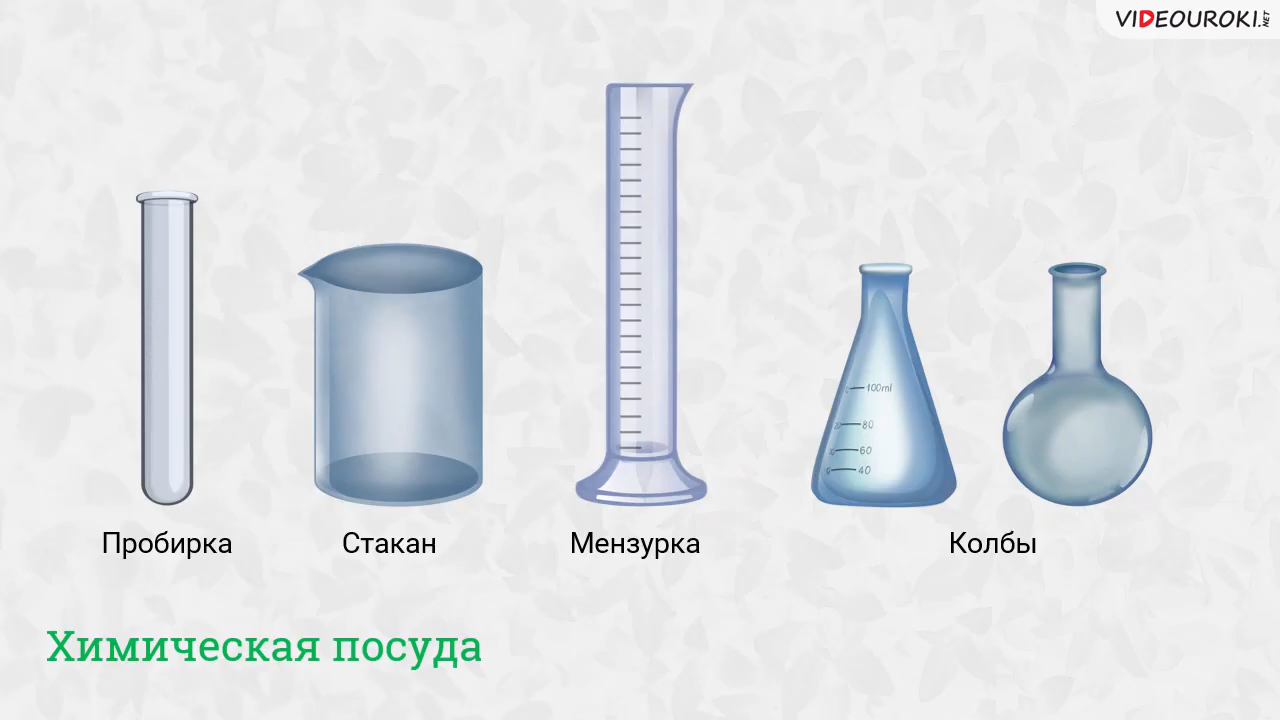 VIDEOUROKI.NET
100ml
80
60
40
Пробирка
Стакан
Мензурка
Колбы
Химическая посуда